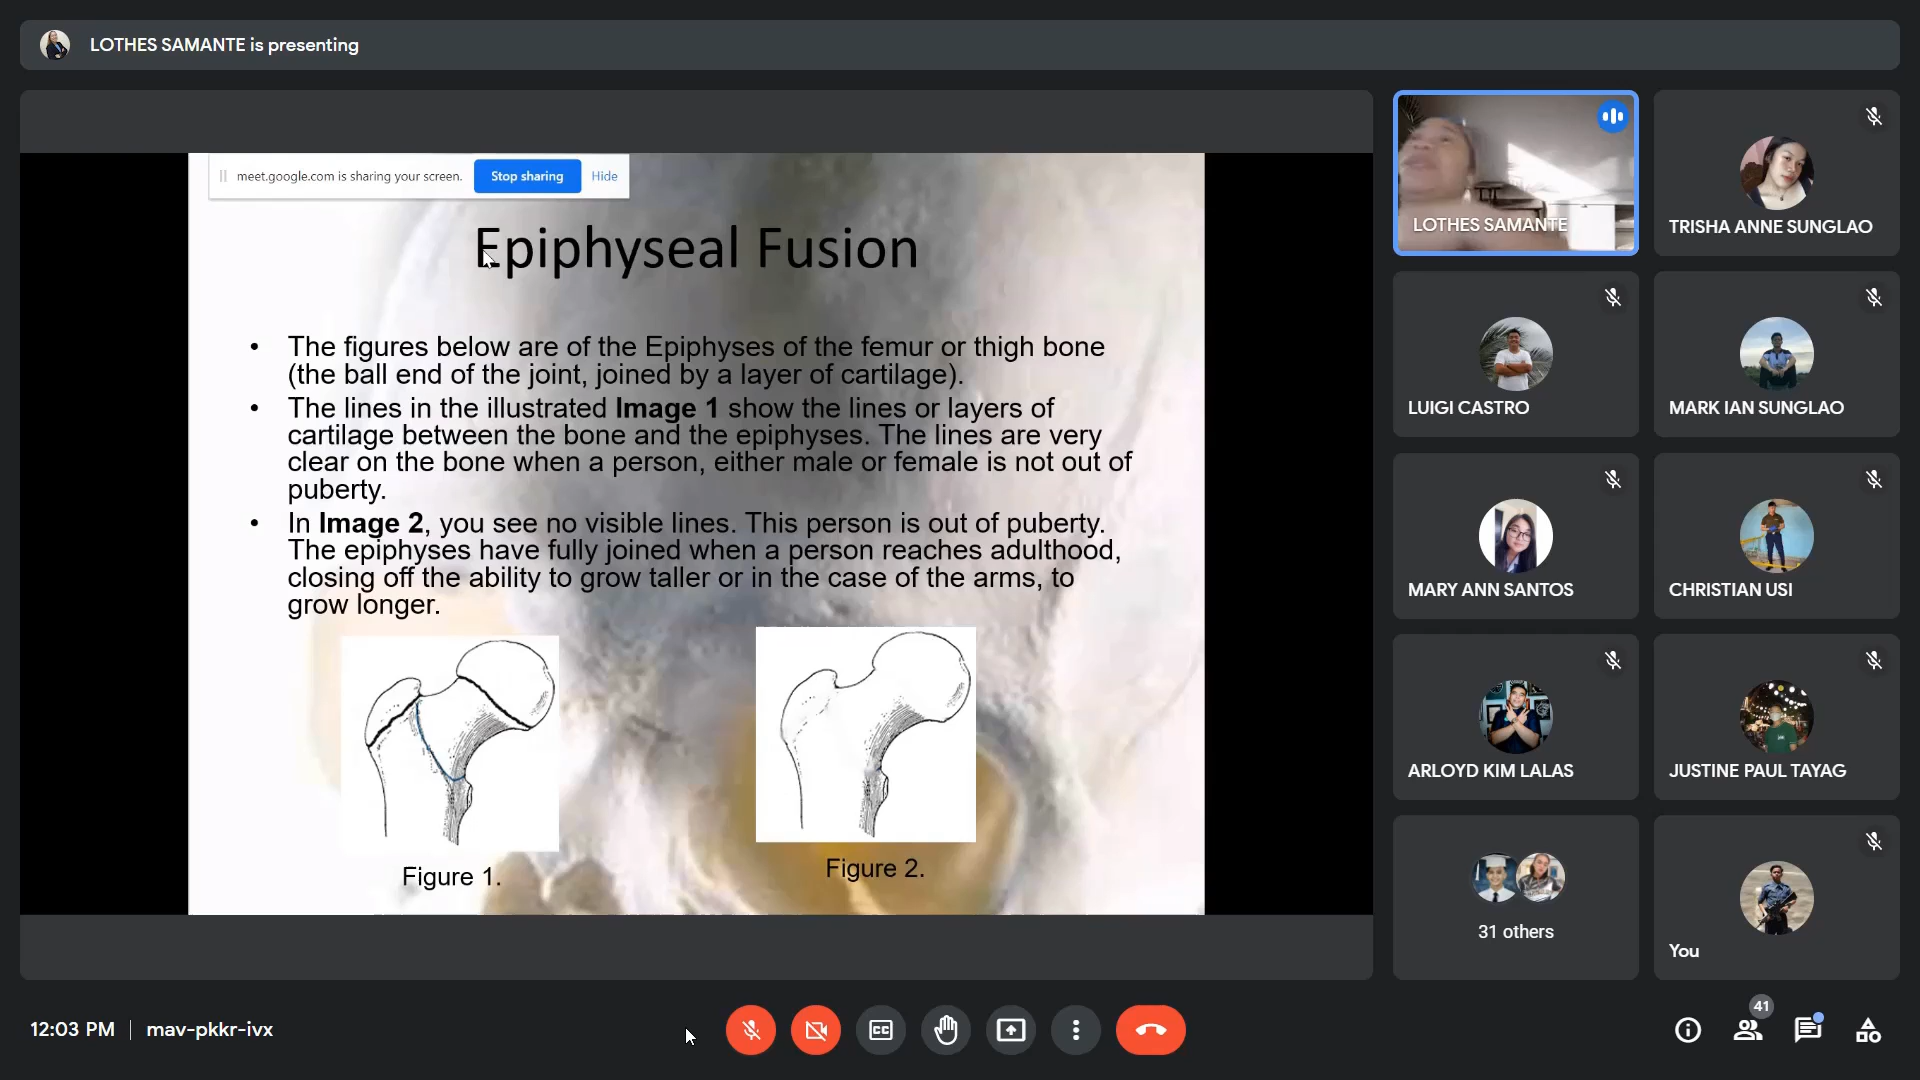 LOTHES SAMANTE is presenting
meet.google.com is sharing your screen. Stop sharing Hide
Epiphyseal Fusion
• The figures below are of the Epiphyses of the femur or thigh bone
(the ball end of the joint, joined by a layer of cartilage).
• The lines in the illustrated Image 1 show the lines or layers of
cartilage between the bone and the epiphyses. The lines are very
clear on the bone when a person, either male or female is not out of
puberty.
• In Image 2, you see no visible lines. This person is out of puberty.
The epiphyses have fully joined when a person reaches adulthood,
closing off the ability to grow taller or in the case of the arms, to
grow longer.
Figure 1.
Figure 2.
LOTHES SAMANTE
TRISHA ANNE SUNGLAO
LUIGI CASTRO
MARK IAN SUNGLAO
MARY ANN SANTOS
CHRISTIAN USI
ARLOYD KIM LALAS
JUSTINE PAUL TAYAG
31 others
You
12:03 PM | mav-pkkr-ivx
CC
41